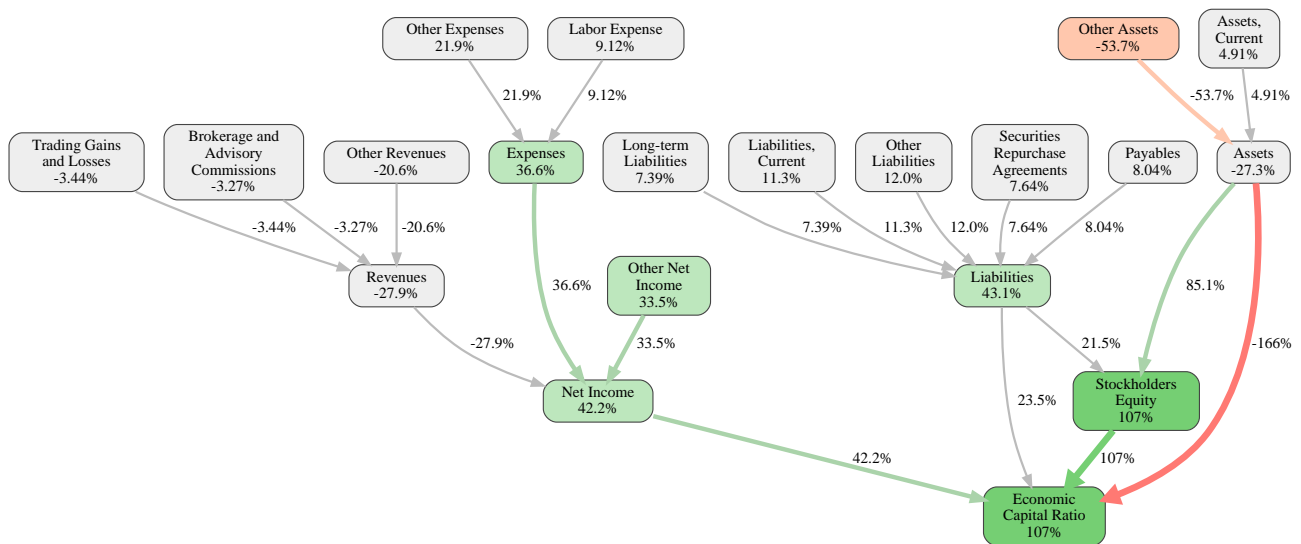 Other Expenses
21.9%
Labor Expense
9.12%
Other Assets
-53.7%
Assets,
Current
4.91%
21.9%
9.12%
-53.7%
4.91%
Trading Gains
and Losses
-3.44%
Brokerage and
Advisory
Commissions
-3.27%
Other Revenues
-20.6%
Expenses
36.6%
Long-term
Liabilities
7.39%
Liabilities,
Current
11.3%
Other
Liabilities
12.0%
Securities
Repurchase
Agreements
7.64%
Payables
8.04%
Assets
-27.3%
-3.44%
-3.27%
-20.6%
7.39%
11.3%
12.0%
7.64%
8.04%
Revenues
-27.9%
36.6%
Other Net
Income
33.5%
Liabilities
43.1%
85.1%
-27.9%
33.5%
21.5%
-166%
Net Income
42.2%
23.5%
Stockholders
Equity
107%
42.2%
107%
Economic
Capital Ratio
107%